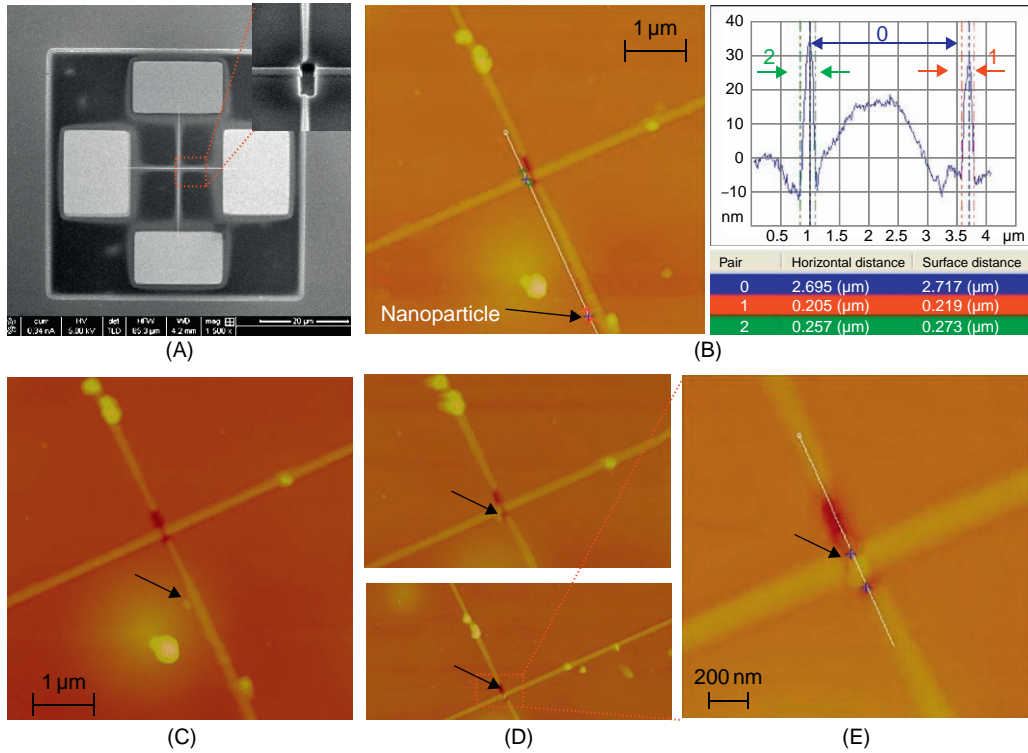 curr
HV
det
HFW
WD
mag
20 µm
0.34 nA
5.00 kV
TLD
85.3 µm
4.2 mm
1 500 x
(A)
1 µm
Nanoparticle
40
30
20
10
0
−10
nm
0.5
1
1.5
2
2.5
3
3.5
4
µm
0
2
1
Pair Horizontal distance Surface distance
0 2.695 (µm) 2.717 (µm)
1 0.205 (µm) 0.219 (µm)
2 0.257 (µm) 0.273 (µm)
(B)
1 µm
(C)
(D)
200 nm
(E)